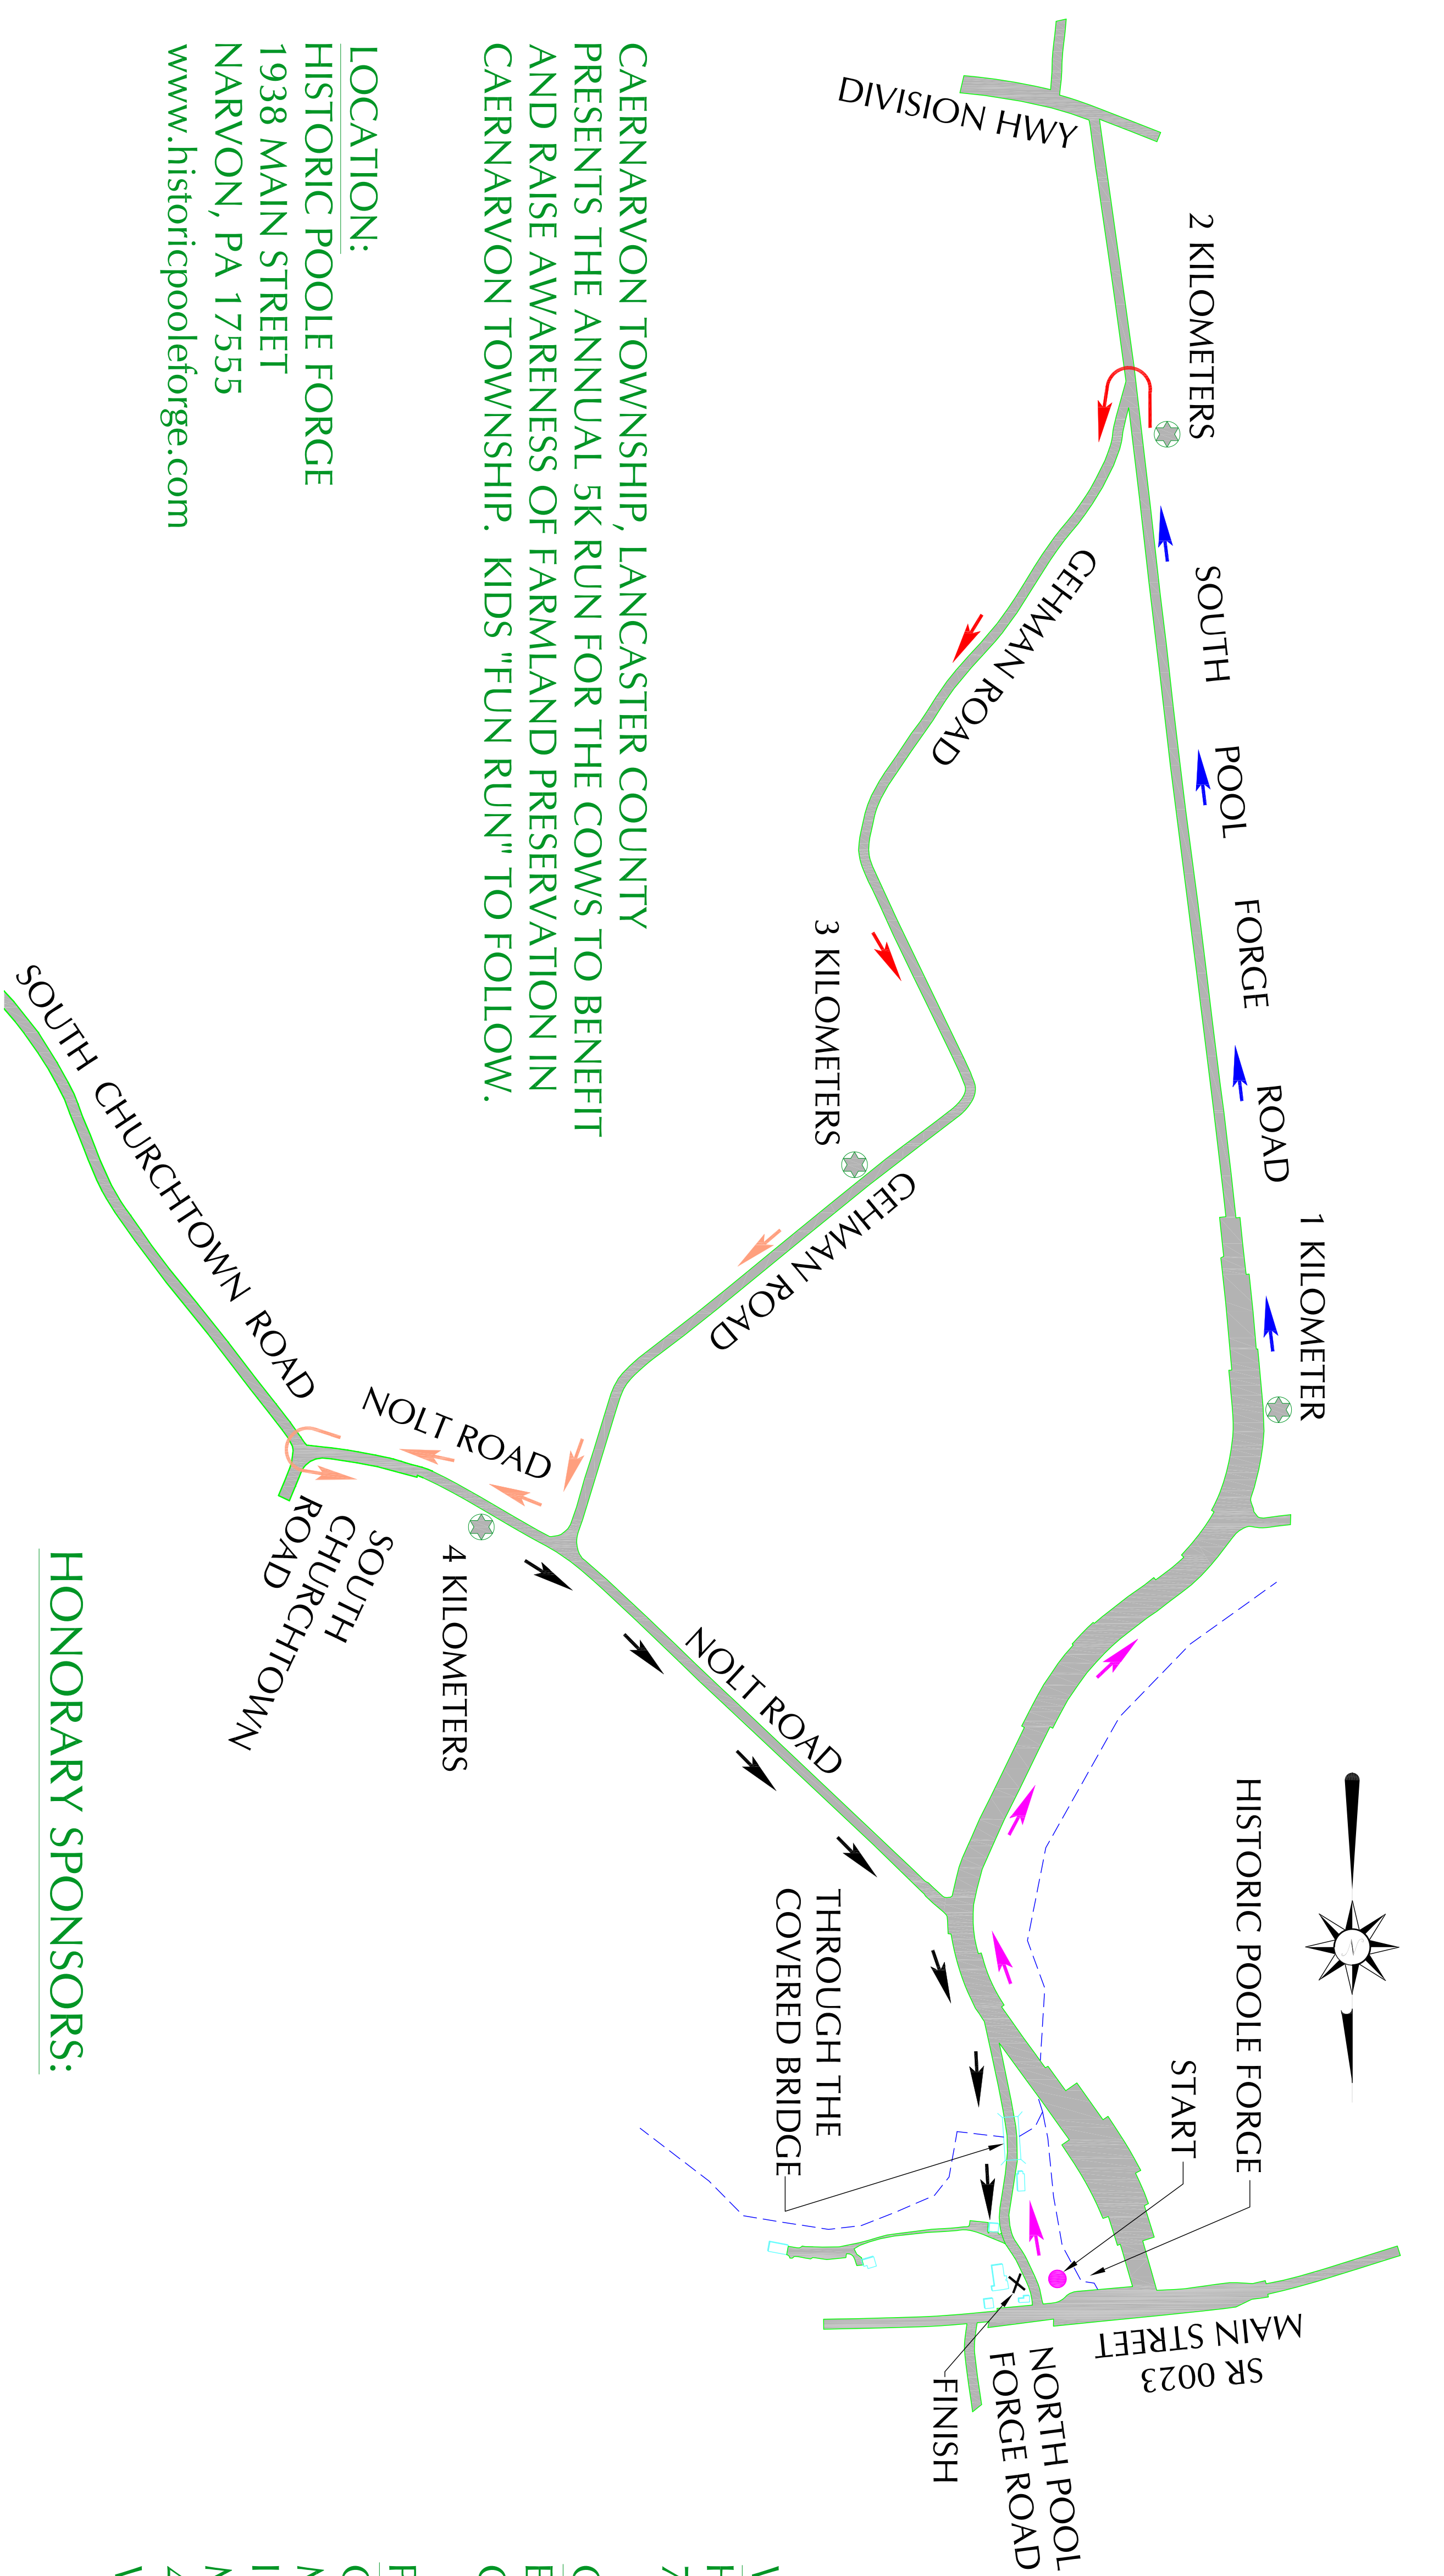 DIVISION HWY
2 KILOMETERS
SOUTH POOL FORGE ROAD
1 KILOMETER
GEHMAN ROAD
3 KILOMETERS
GEHMAN ROAD
CAERNARVON TOWNSHIP, LANCASTER COUNTY
PRESENTS THE ANNUAL 5K RUN FOR THE COWS TO BENEFIT
AND RAISE AWARENESS OF FARMLAND PRESERVATION IN
CAERNARVON TOWNSHIP. KIDS "FUN RUN" TO FOLLOW.
LOCATION:
HISTORIC POOLE FORGE
1938 MAIN STREET
NARVON, PA 17555
www.historicpooleforge.com
SOUTH CHURCHTOWN ROAD
NOLT ROAD
SOUTH
CHURCHTOWN
ROAD
4 KILOMETERS
NOLT ROAD
HISTORIC POOLE FORGE
START
THROUGH THE
COVERED BRIDGE
MAIN STREET
SR 0023
NORTH POOL
FORGE ROAD
FINISH
HONORARY SPONSORS: